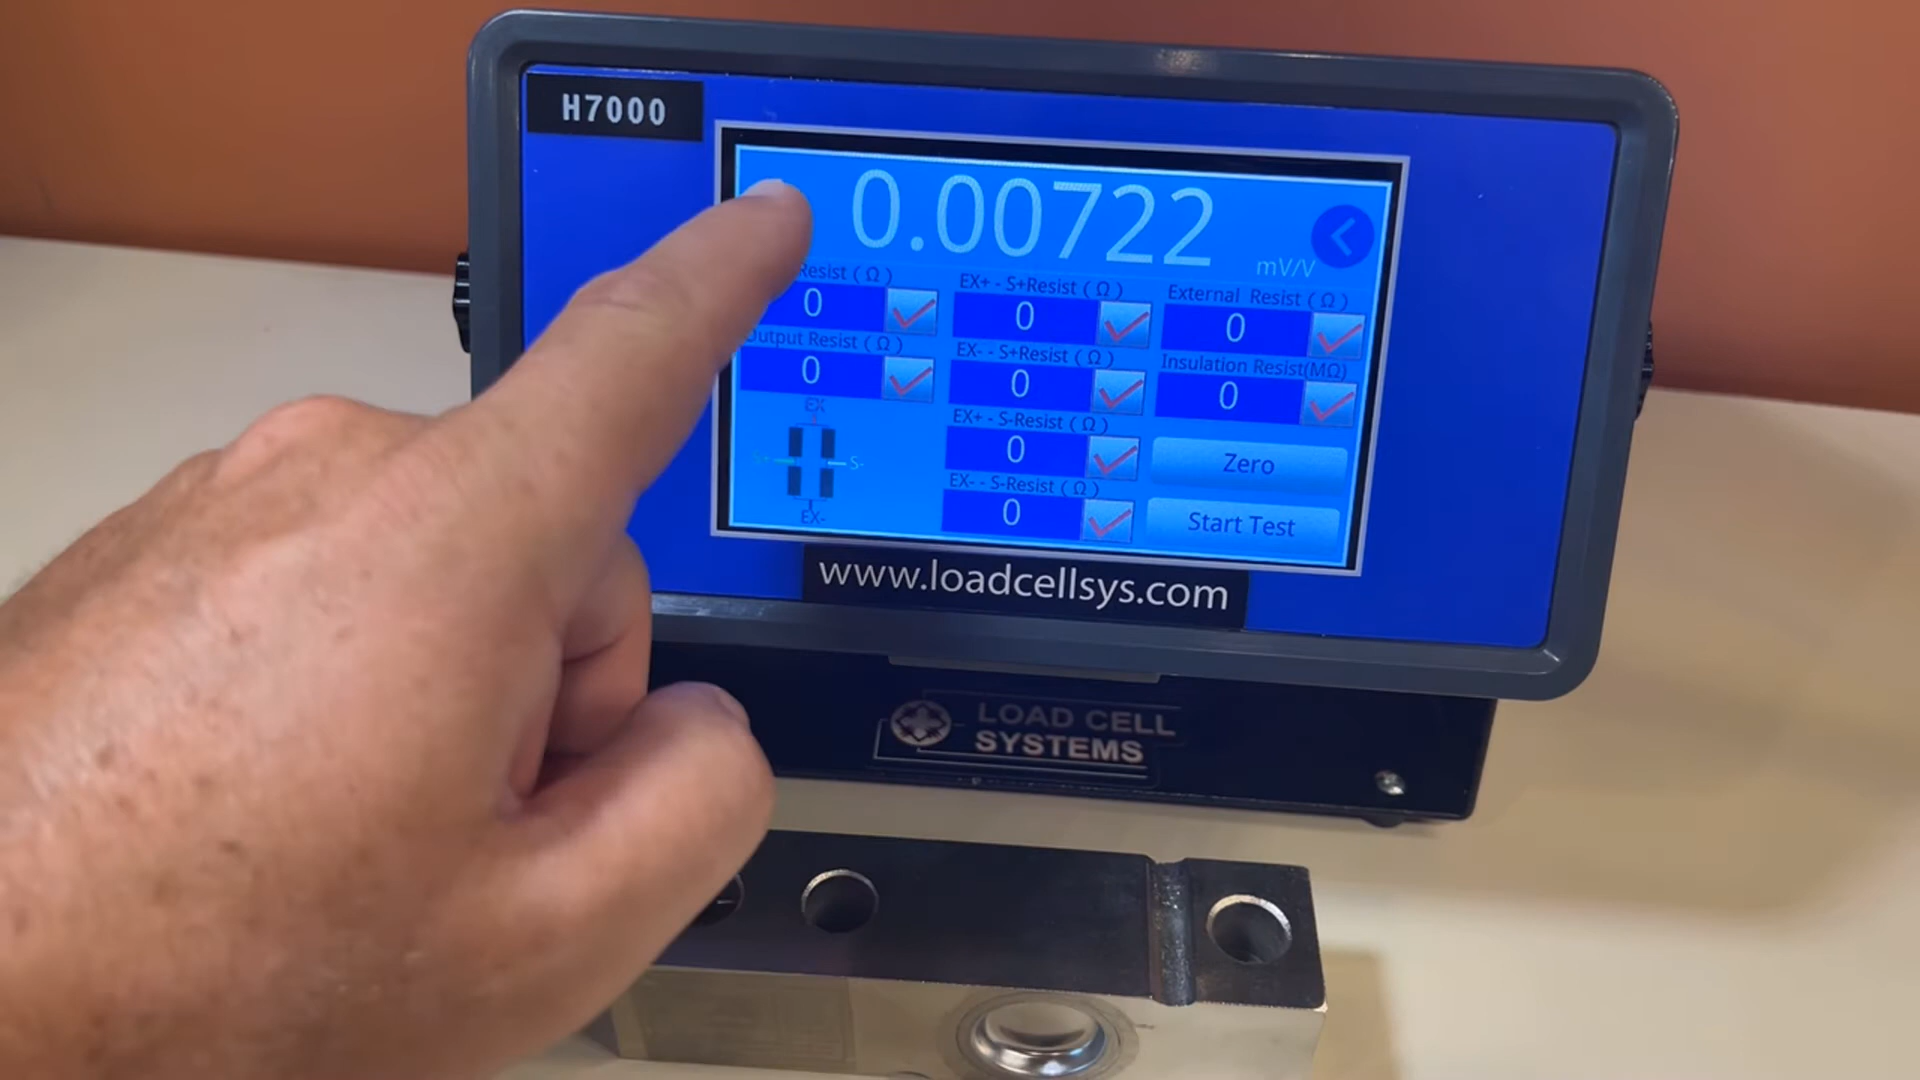 H7000
0.00722
mV/V
Resist ( Ω )
0
EX+ - S+Resist ( Ω )
0
External Resist ( Ω )
0
Output Resist ( Ω )
0
EX- - S+Resist ( Ω )
0
Insulation Resist(MΩ)
0
EX+ - S-Resist ( Ω )
0
Zero
EX- - S-Resist ( Ω )
0
Start Test
S-
EX-
www.loadcellsys.com
LOAD CELL
SYSTEMS